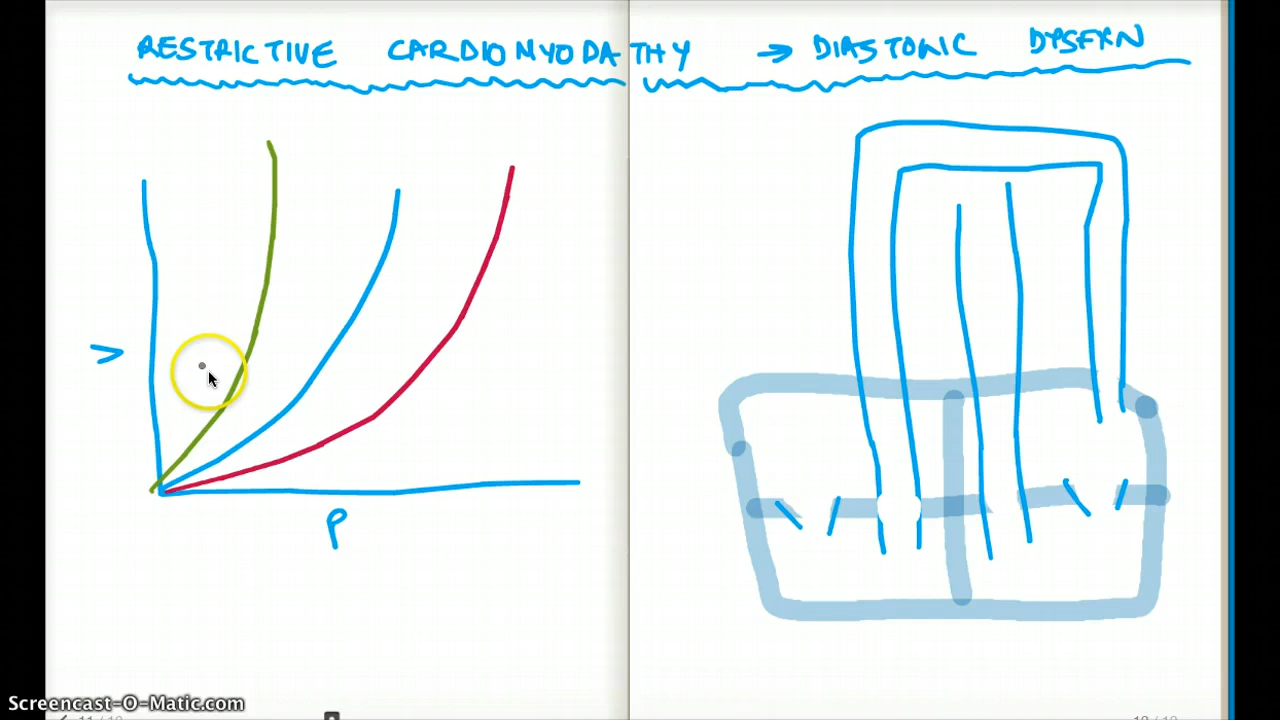 RESTRICTIVE CARDIOMYOPATHY → DIASTOLIC DYSFXN
V
P
Screencast-O-Matic.com